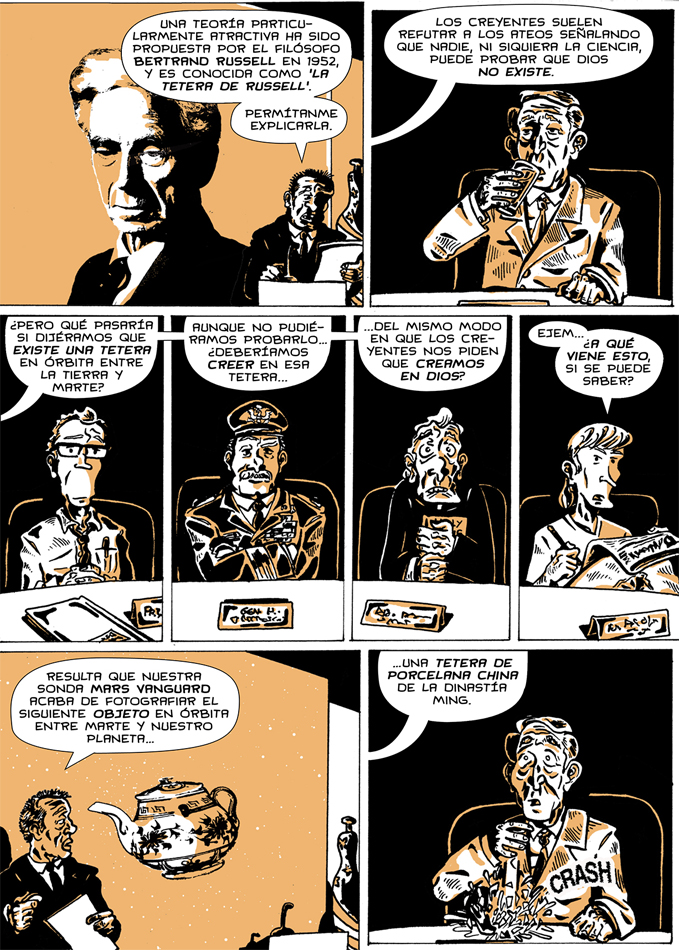 UNA TEORÍA PARTICU-
LARMENTE ATRACTIVA HA SIDO
PROPUESTA POR EL FILÓSOFO
BERTRAND RUSSELL EN 1952,
Y ES CONOCIDA COMO 'LA
TETERA DE RUSSELL'.
PERMÍTANME
EXPLICARLA.
LOS CREYENTES SUELEN
REFUTAR A LOS ATEOS SEÑALANDO
QUE NADIE, NI SIQUIERA LA CIENCIA,
PUEDE PROBAR QUE DIOS
NO EXISTE.
¿PERO QUÉ PASARÍA
SI DIJÉRAMOS QUE
EXISTE UNA TETERA
EN ÓRBITA ENTRE
LA TIERRA Y
MARTE?
AUNQUE NO PUDIÉ-
RAMOS PROBARLO...
¿DEBERÍAMOS
CREER EN ESA
TETERA...
...DEL MISMO MODO
EN QUE LOS CRE-
YENTES NOS PIDEN
QUE CREAMOS
EN DIOS?
EJEM...
¿A QUÉ
VIENE ESTO,
SI SE PUEDE
SABER?
GEN H.
RESULTA QUE NUESTRA
SONDA MARS VANGUARD
ACABA DE FOTOGRAFIAR EL
SIGUIENTE OBJETO EN ÓRBITA
ENTRE MARTE Y NUESTRO
PLANETA...
...UNA TETERA DE
PORCELANA CHINA
DE LA DINASTÍA
MING.
CRASH